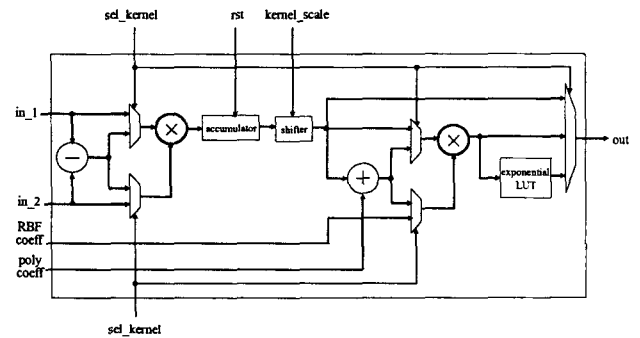 sel_kernel
rst
kernel_scale
in_1
in_2
−
×
accumulator
shifter
+
×
exponential
LUT
out
RBF
coeff
poly
coeff
sel_kernel